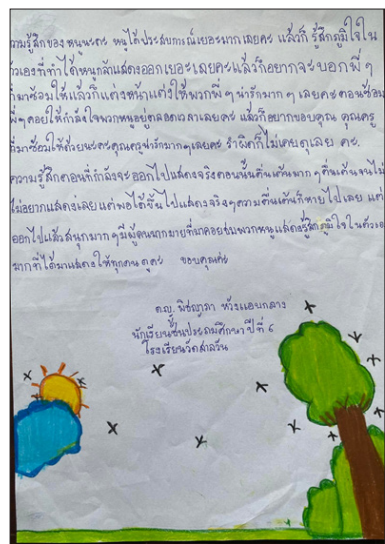 ความรู้สึกของหนูนะคะ หนูได้ประสบการณ์เยอะมากเลยคะ แล้วก็ รู้สึกภูมิใจใน
ตัวเองที่ทำได้หนูกล้าแสดงออกเยอะเลยคะแล้วก็อยากจะบอกพี่ๆ
ที่มาซ้อมให้แล้วก็แต่งหน้าแต่งให้พวกพี่ๆน่ารักมากๆ เลยคะ ตอนซ้อม
พี่ๆคอยให้กำลังใจพวกหนูอยู่ตลอดเวลาเลยคะ แล้วก็อยากขอบคุณ คุณครู
ที่มาซ้อมให้ด้วยนะคะคุณครูน่ารักมากๆเลยคะ รำผิดก็ไม่เคยดุเลย คะ.
ความรู้สึกตอนที่กำลังจะออกไปแสดงจริงตอนนั้นตื่นเต้นมากๆตื่นเต้นจนไม่
ไม่อยากแสดงเลยแต่พอได้ขึ้นไปแสดงจริงๆความตื่นเต้นก็หายไปเลย แต่
ออกไปแล้วสนุกมากๆมีผู้คนมากมายที่มาคอยชมพวกหนูแสดงรู้สึกภูมิใจในตัวเอง
มากที่ได้มาแสดงให้ทุกคนดูคะ ขอบคุณคะ
ด.ญ. พิชญาภา หวังแอบกลาง
นักเรียนชั้นประถมศึกษาปีที่ 6
โรงเรียนวัดศาลวัน